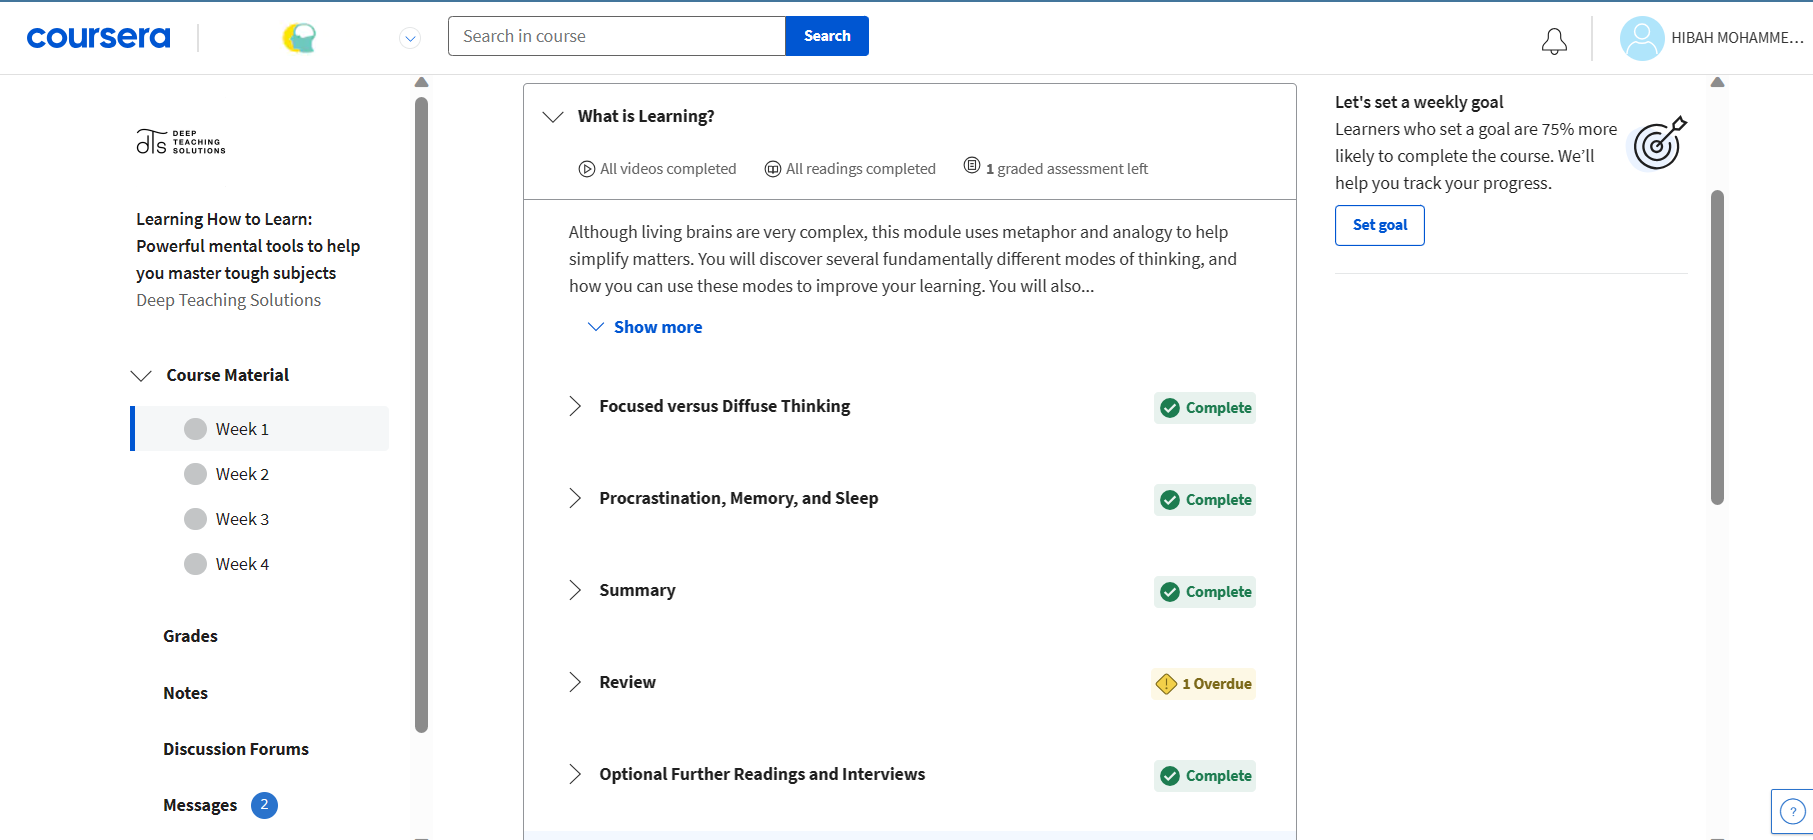 coursera
Search in course
Search
HIBAH MOHAMME...
DEEP
TEACHING
SOLUTIONS
dTs
Learning How to Learn:
Powerful mental tools to help
you master tough subjects
Deep Teaching Solutions
Course Material
Week 1
Week 2
Week 3
Week 4
Grades
Notes
Discussion Forums
Messages 2
What is Learning?
All videos completed
All readings completed
1 graded assessment left
Although living brains are very complex, this module uses metaphor and analogy to help
simplify matters. You will discover several fundamentally different modes of thinking, and
how you can use these modes to improve your learning. You will also...
Show more
Focused versus Diffuse Thinking
Complete
Procrastination, Memory, and Sleep
Complete
Summary
Complete
Review
1 Overdue
Optional Further Readings and Interviews
Complete
Let's set a weekly goal
Learners who set a goal are 75% more
likely to complete the course. We’ll
help you track your progress.
Set goal
?